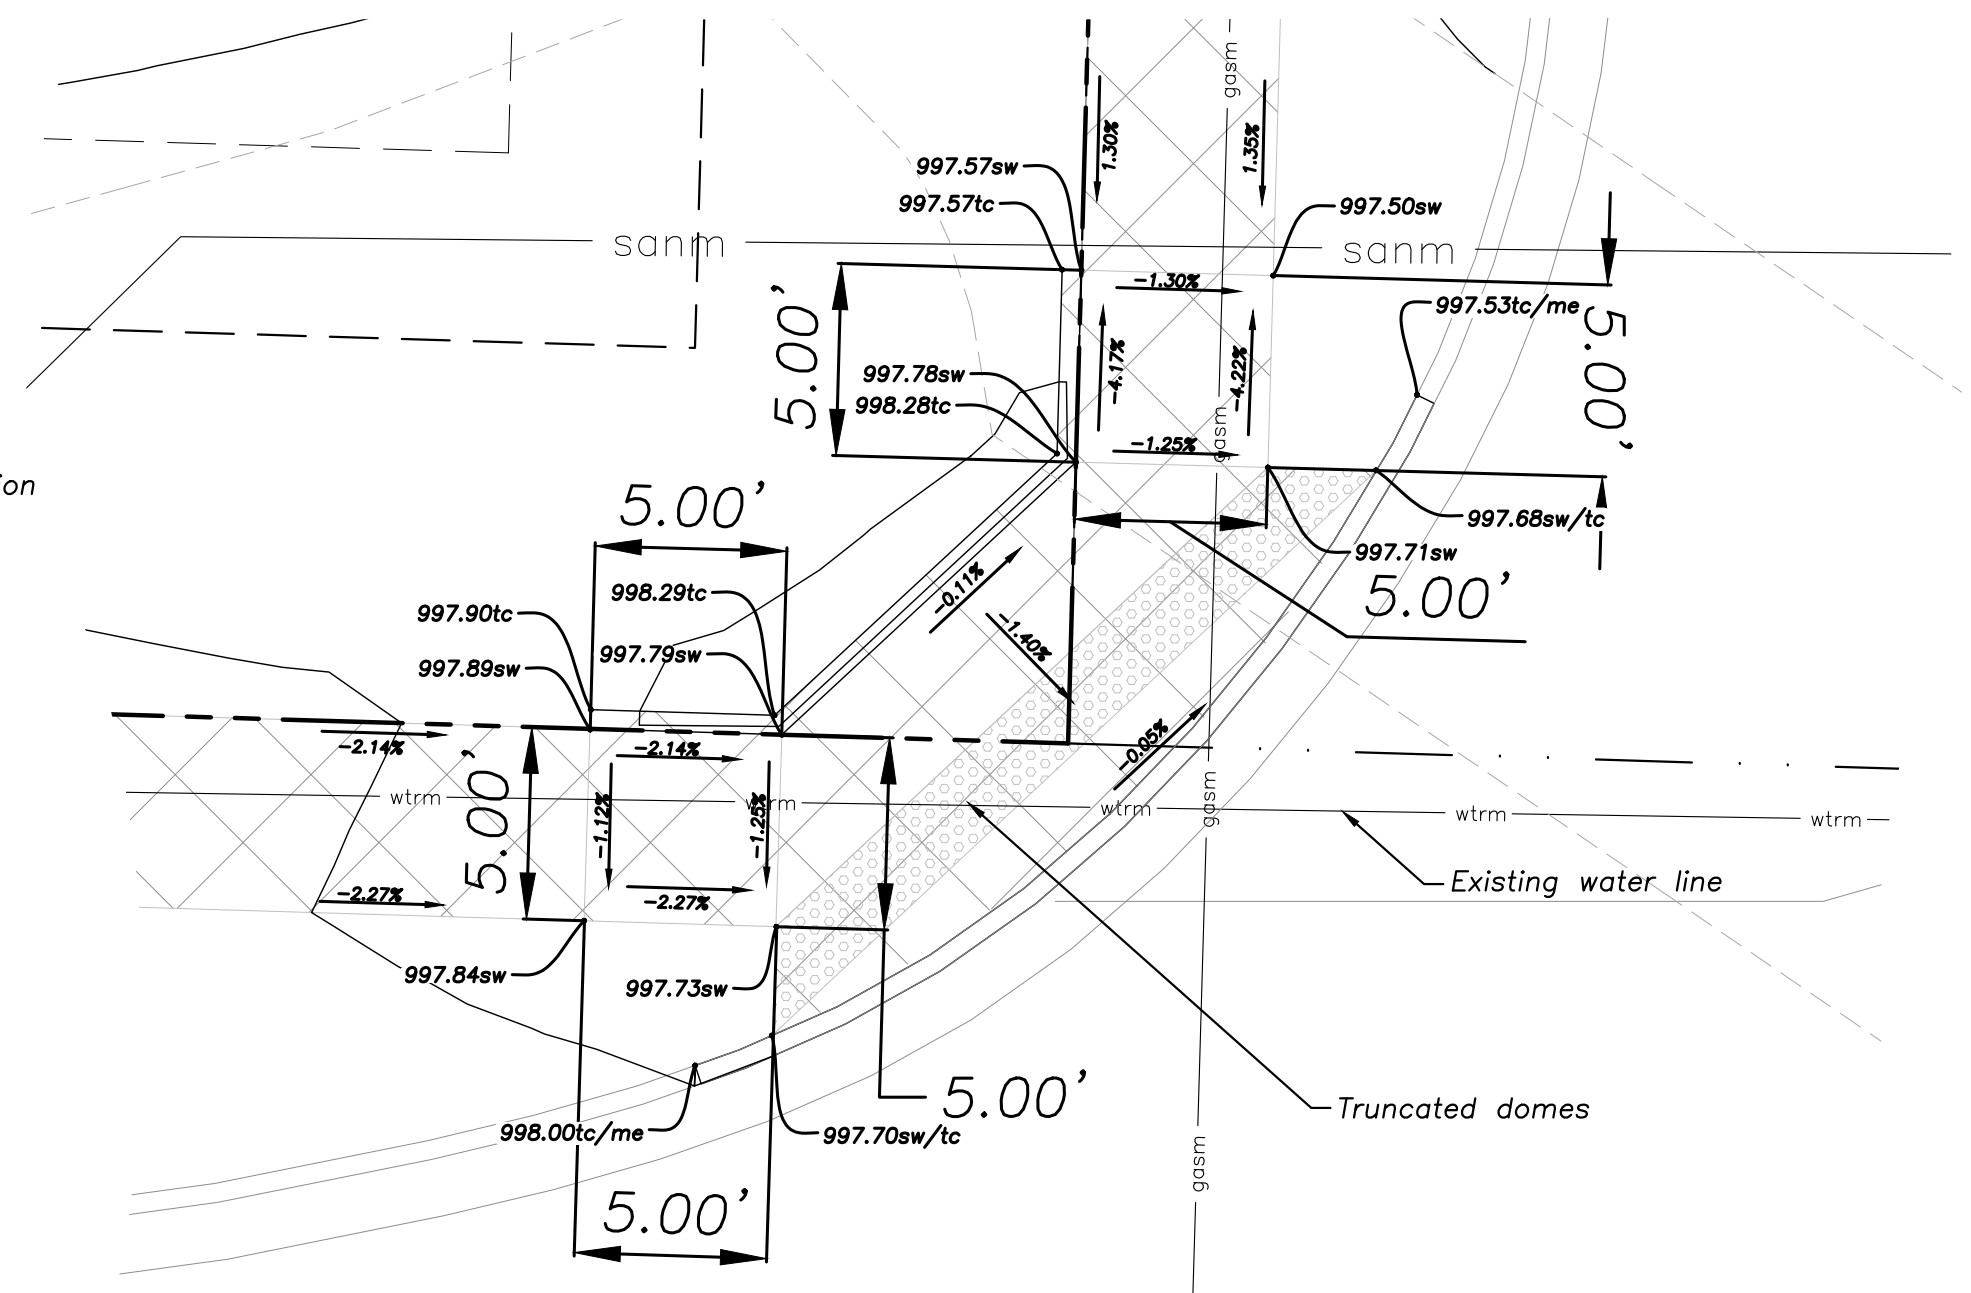 gasm
1.30%
1.35%
997.57sw
997.57tc
997.50sw
sanm
sanm
-1.30%
997.53tc/me
5.00'
5.00'
-4.17%
-4.22%
997.78sw
998.28tc
gasm
-1.25%
ion
5.00'
997.68sw/tc
997.71sw
5.00'
-0.11%
998.29tc
997.90tc
-1.40%
997.79sw
997.89sw
-2.14%
-2.14%
-0.05%
5.00'
wtrm
wtrm
-1.12%
-1.25%
wtrm
gasm
wtrm
wtrm
-2.27%
-2.27%
Existing water line
997.84sw
997.73sw
5.00'
Truncated domes
998.00tc/me
997.70sw/tc
gasm
5.00'